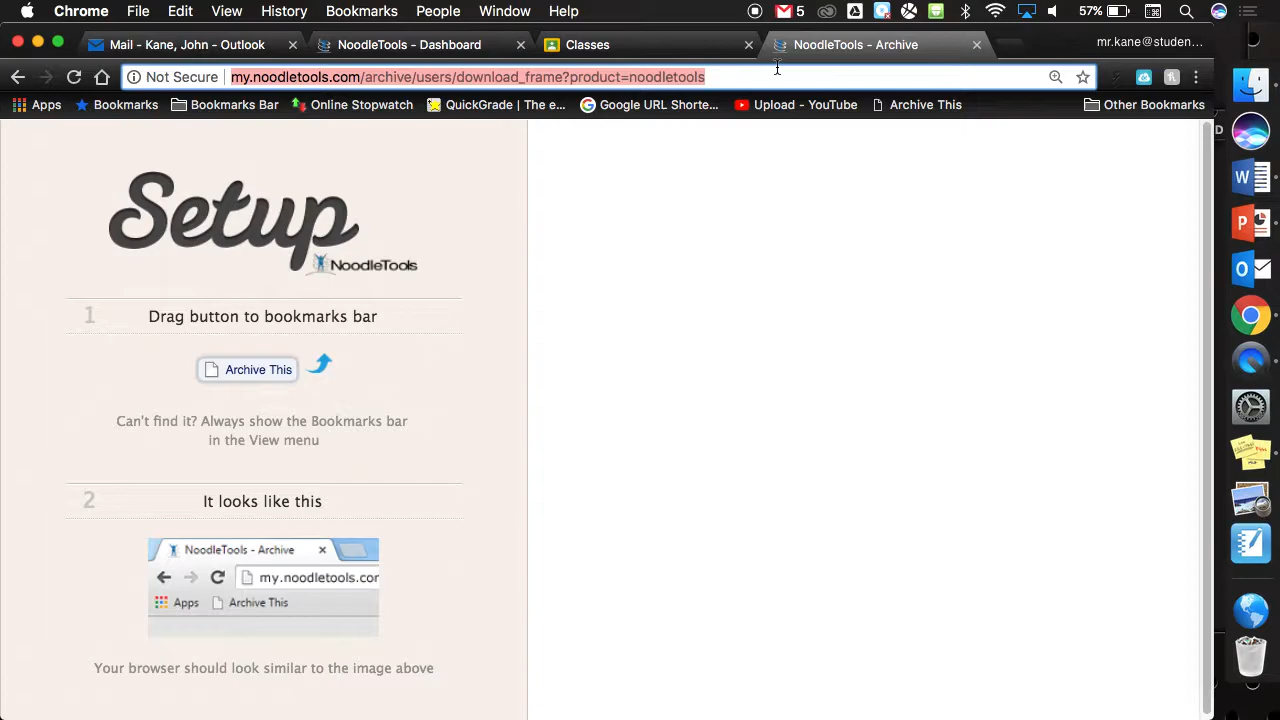 Chrome File Edit View History Bookmarks People Window Help 5 57%
Mail - Kane, John - Outlook NoodleTools - Dashboard Classes NoodleTools - Archive mr.kane@studen...
Not Secure my.noodletools.com/archive/users/download_frame?product=noodletools
Apps Bookmarks Bookmarks Bar Online Stopwatch QuickGrade | The e... Google URL Shorte... Upload - YouTube Archive This Other Bookmarks
Setup
NoodleTools
1 Drag button to bookmarks bar
Archive This
Can't find it? Always show the Bookmarks bar
in the View menu
2 It looks like this
NoodleTools - Archive
my.noodletools.cor
Apps Archive This
Your browser should look similar to the image above